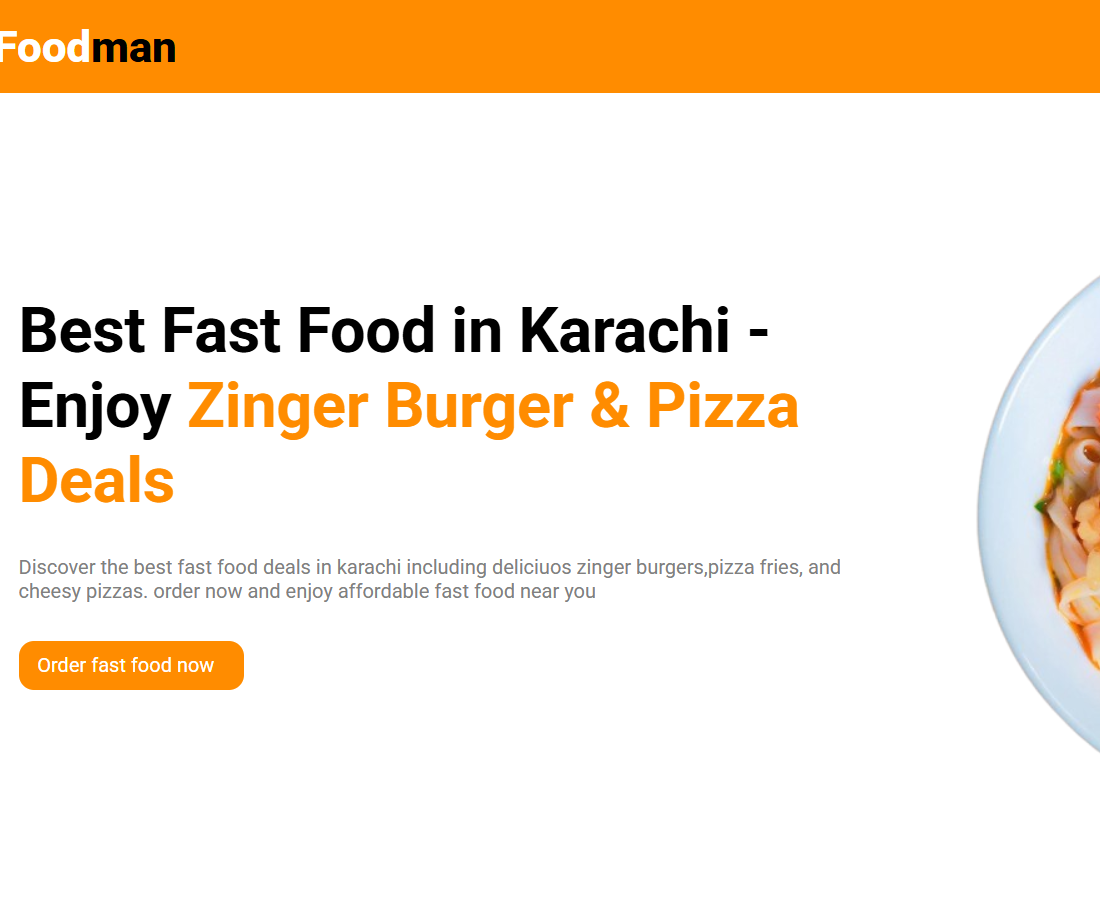 Foodman
Best Fast Food in Karachi -
Enjoy Zinger Burger & Pizza
Deals
Discover the best fast food deals in karachi including deliciuos zinger burgers,pizza fries, and
cheesy pizzas. order now and enjoy affordable fast food near you
Order fast food now